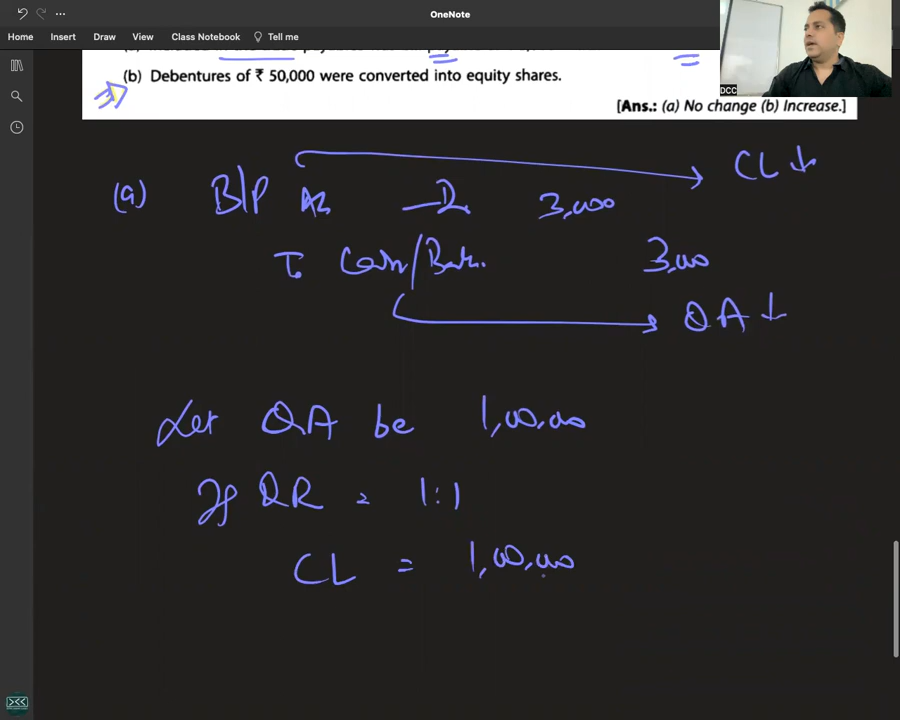 OneNote
Home Insert Draw View Class Notebook Tell me
(b) Debentures of ₹ 50,000 were converted into equity shares.
[Ans.: (a) No change (b) Increase.]
DCC
CL ↓
(a) B/P D 3,000
To Cash/Bank 3,000
QA ↓
Let QA be 1,00,000
If QR = 1:1
CL = 1,00,000